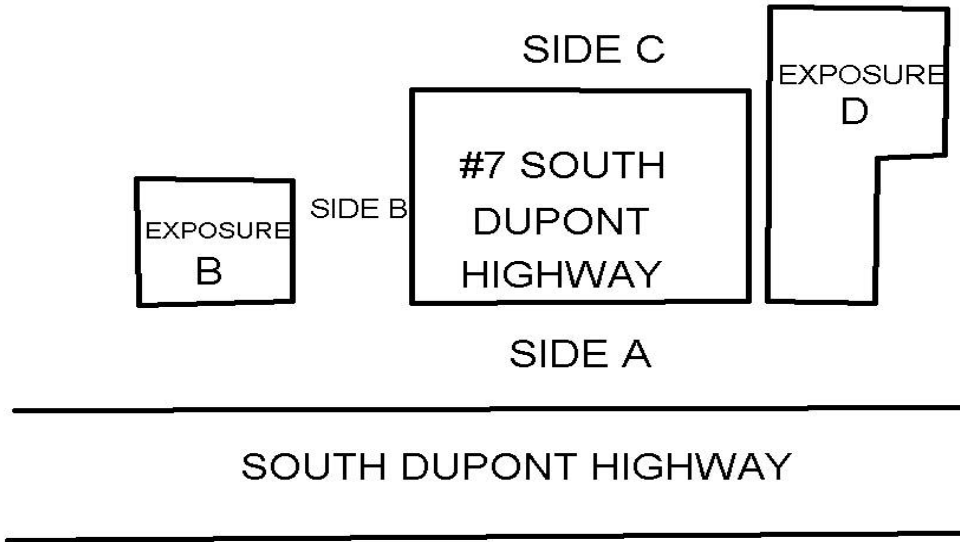 SIDE C
EXPOSURE
D
#7 SOUTH
DUPONT
HIGHWAY
SIDE B
EXPOSURE
B
SIDE A
SOUTH DUPONT HIGHWAY